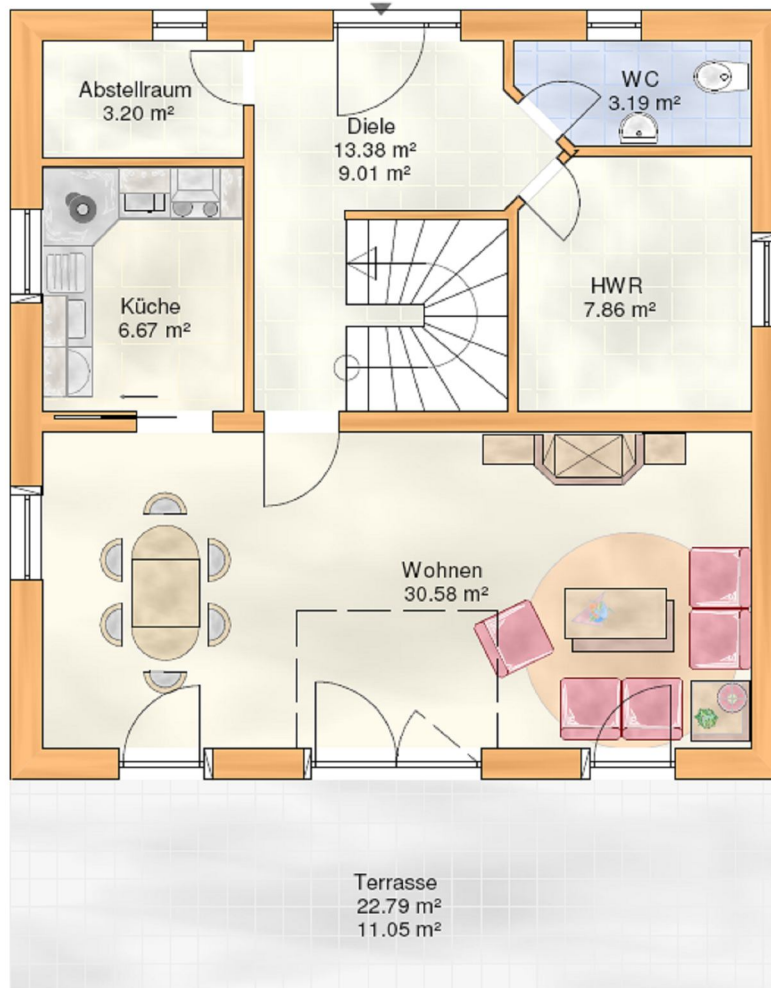 Abstellraum
3.20 m²
WC
3.19 m²
Diele
13.38 m²
9.01 m²
Küche
6.67 m²
HWR
7.86 m²
Wohnen
30.58 m²
Terrasse
22.79 m²
11.05 m²